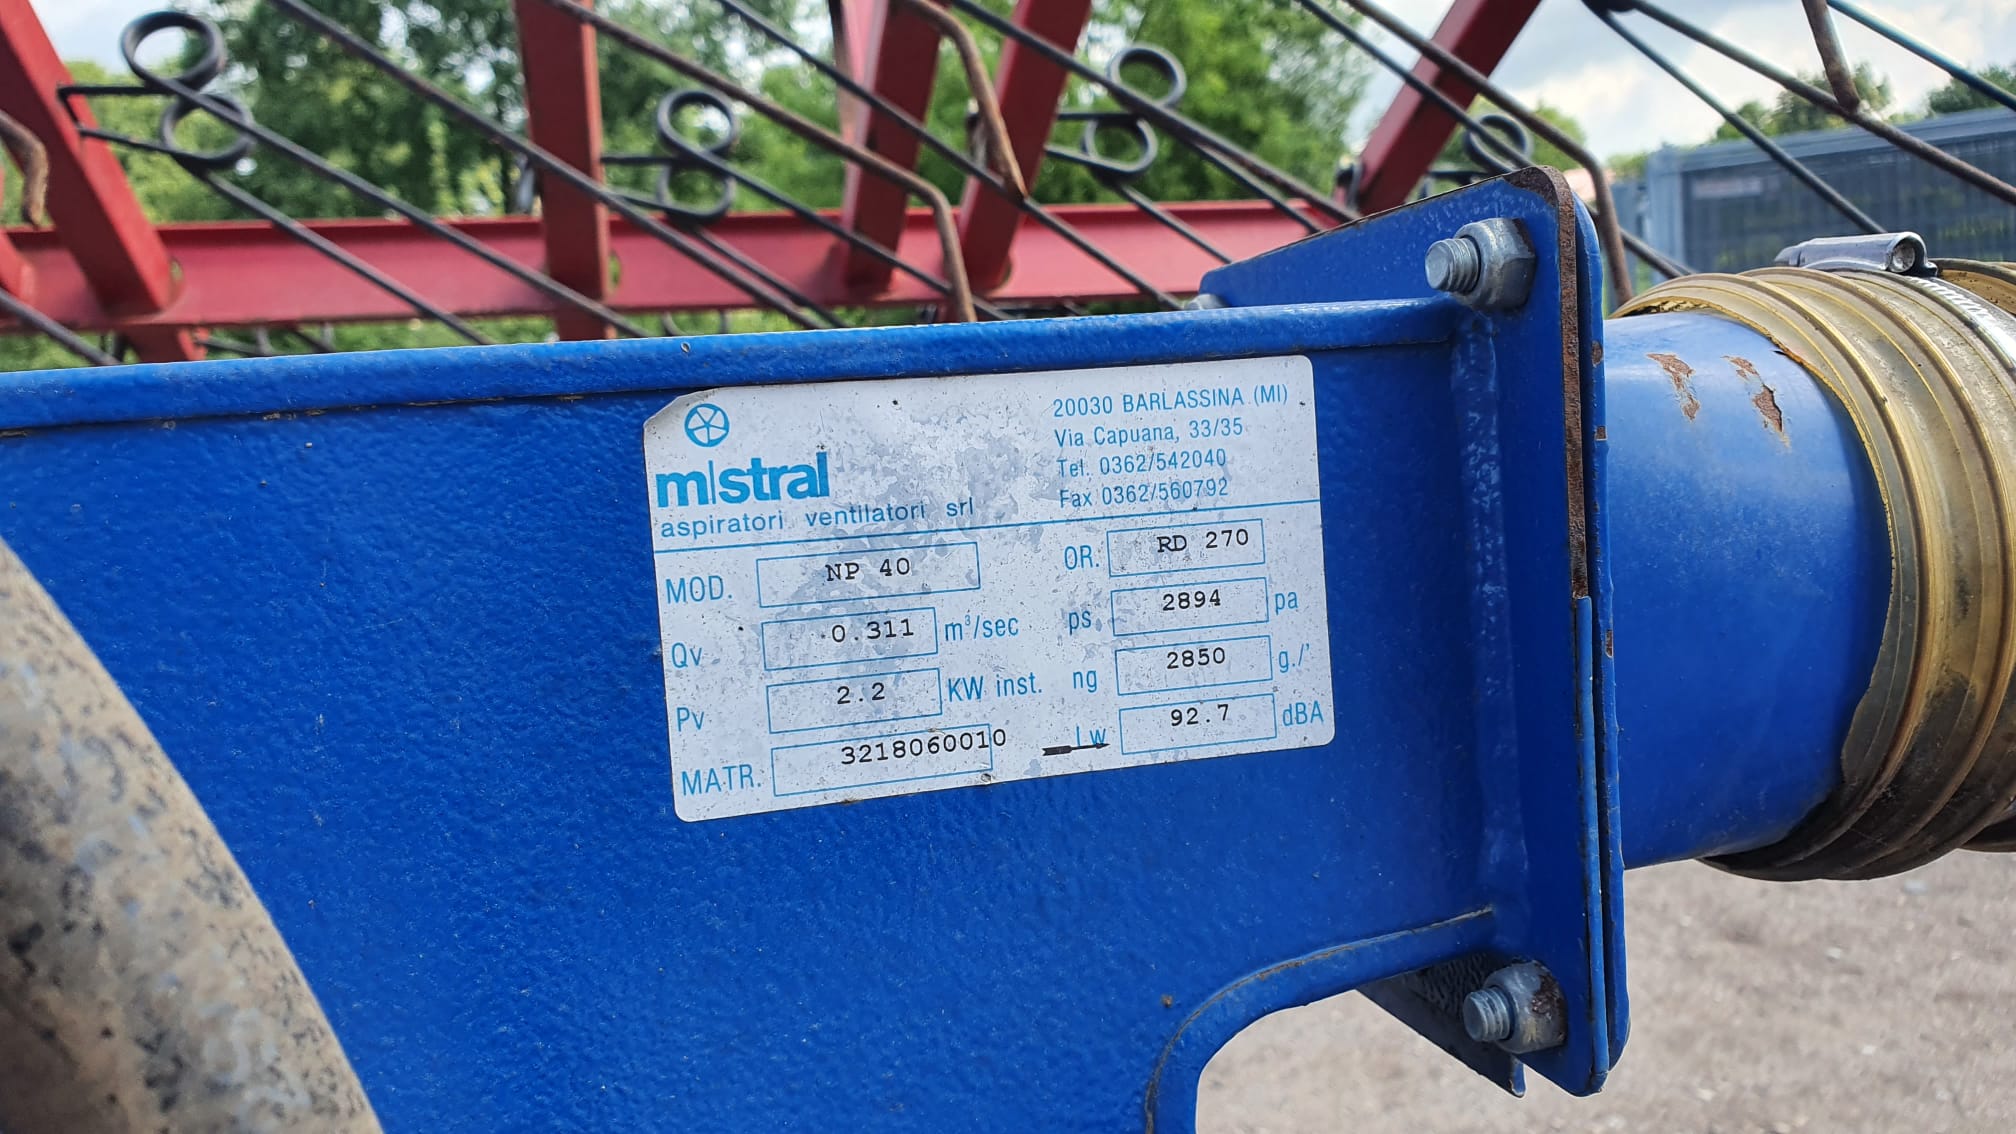 mistral
aspiratori ventilatori srl
20030 BARLASSINA (MI)
Via Capuana, 33/35
Tel. 0362/542040
Fax 0362/560792
MOD. NP 40 OR. RD 270
Qv 0.311 m³/sec ps 2894 pa
Pv 2.2 KW inst. ng 2850 g./'
MATR. 3218060010 Lw 92.7 dBA